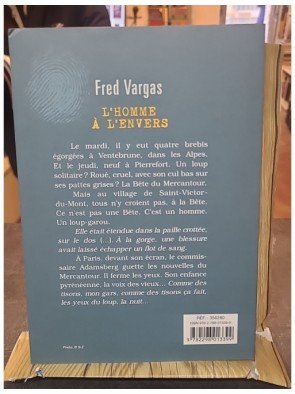 Fred Vargas
L'HOMME
À L'ENVERS
Le mardi, il y eut quatre brebis
égorgées à Ventebrune, dans les Alpes.
Et le jeudi, neuf à Pierrefort. Un loup
solitaire ? Roué, cruel, avec son cul bas sur
ses pattes grises ? La Bête du Mercantour.
Mais au village de Saint-Victor-
du-Mont, tous n'y croient pas, à la Bête.
Ce n'est pas une Bête. C'est un homme.
Un loup-garou.
Elle était étendue dans la paille crottée,
sur le dos (...). À la gorge, une blessure
avait laissé échapper un flot de sang.
À Paris, devant son écran, le commis-
saire Adamsberg guette les nouvelles du
Mercantour. Il ferme les yeux. Son enfance
pyrénéenne, la voix des vieux... Comme des
tisons, mon gars, comme des tisons ça fait,
les yeux du loup, la nuit...